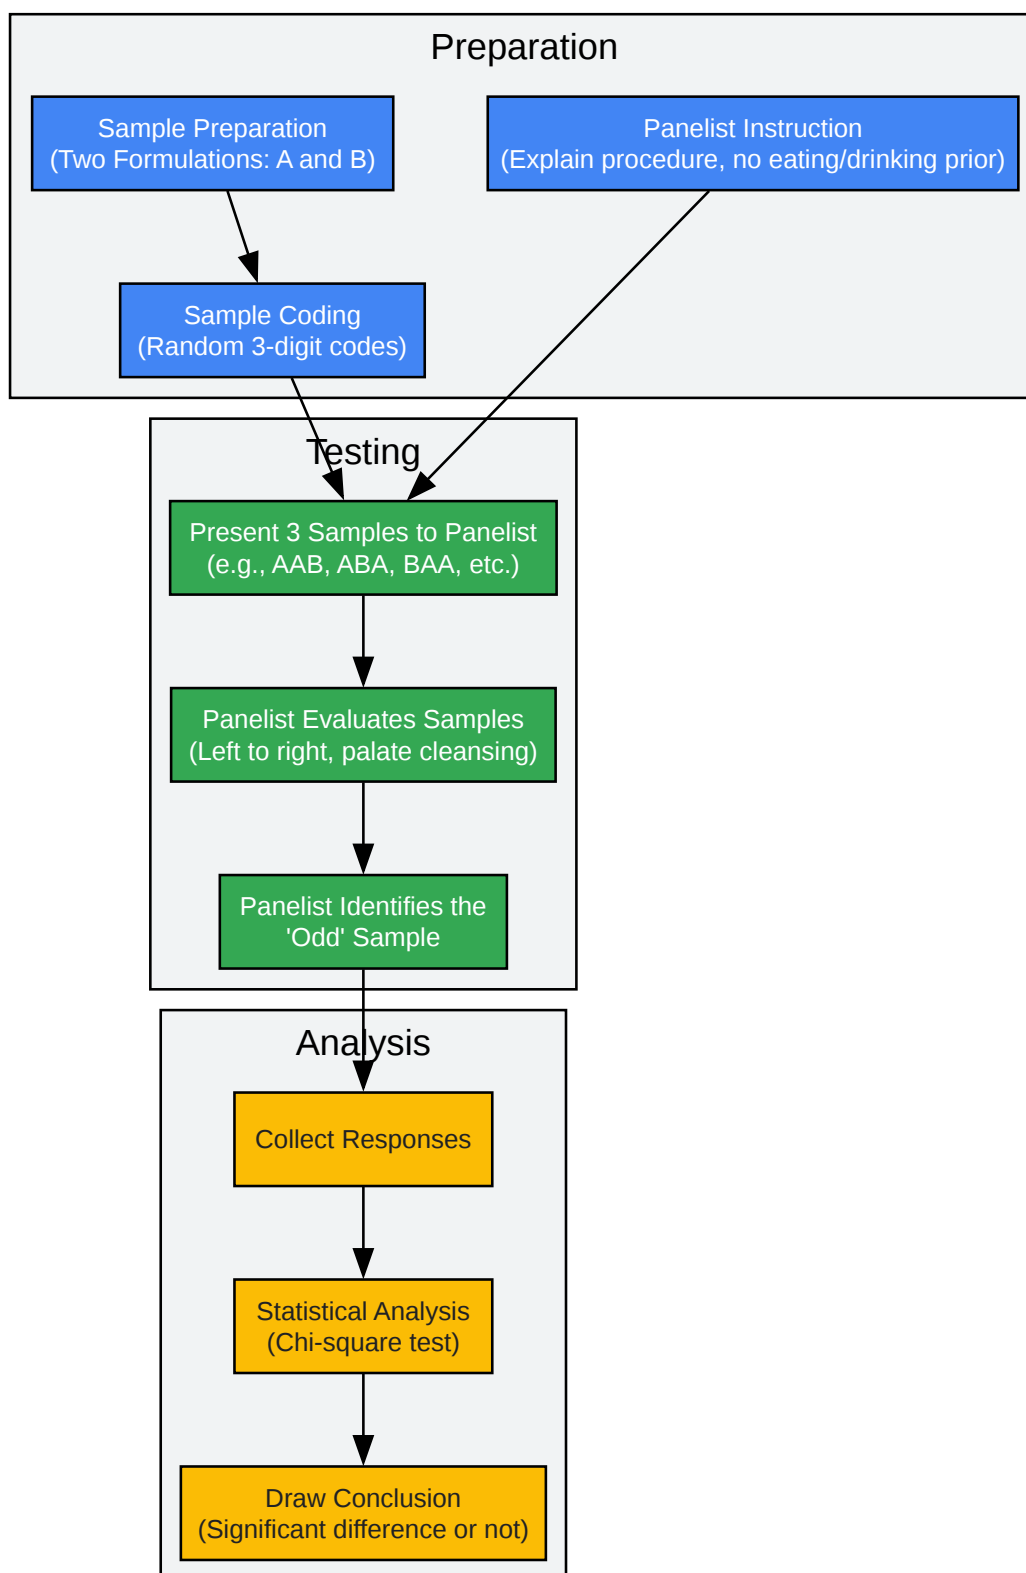 Preparation
Sample Preparation
(Two Formulations: A and B)
Panelist Instruction
(Explain procedure, no eating/drinking prior)
Sample Coding
(Random 3-digit codes)
Testing
Present 3 Samples to Panelist
(e.g., AAB, ABA, BAA, etc.)
Panelist Evaluates Samples
(Left to right, palate cleansing)
Panelist Identifies the
'Odd' Sample
Analysis
Collect Responses
Statistical Analysis
(Chi-square test)
Draw Conclusion
(Significant difference or not)